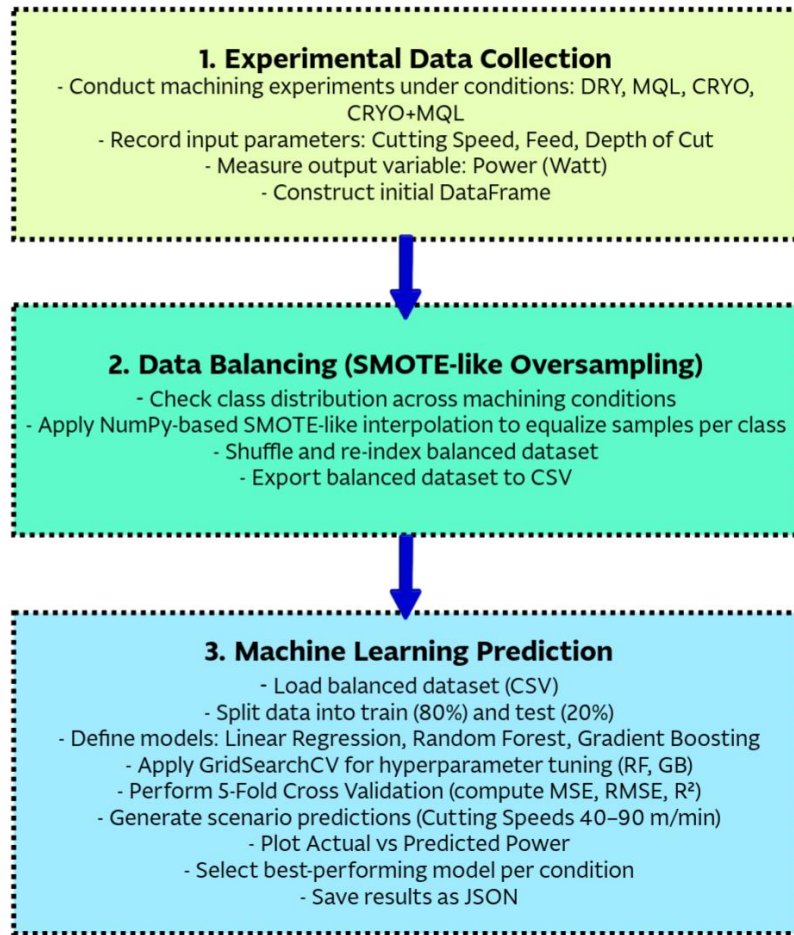 1. Experimental Data Collection
- Conduct machining experiments under conditions: DRY, MQL, CRYO,
CRYO+MQL
- Record input parameters: Cutting Speed, Feed, Depth of Cut
- Measure output variable: Power (Watt)
- Construct initial DataFrame
2. Data Balancing (SMOTE-like Oversampling)
- Check class distribution across machining conditions
- Apply NumPy-based SMOTE-like interpolation to equalize samples per class
- Shuffle and re-index balanced dataset
- Export balanced dataset to CSV
3. Machine Learning Prediction
- Load balanced dataset (CSV)
- Split data into train (80%) and test (20%)
- Define models: Linear Regression, Random Forest, Gradient Boosting
- Apply GridSearchCV for hyperparameter tuning (RF, GB)
- Perform 5-Fold Cross Validation (compute MSE, RMSE, R²)
- Generate scenario predictions (Cutting Speeds 40–90 m/min)
- Plot Actual vs Predicted Power
- Select best-performing model per condition
- Save results as JSON